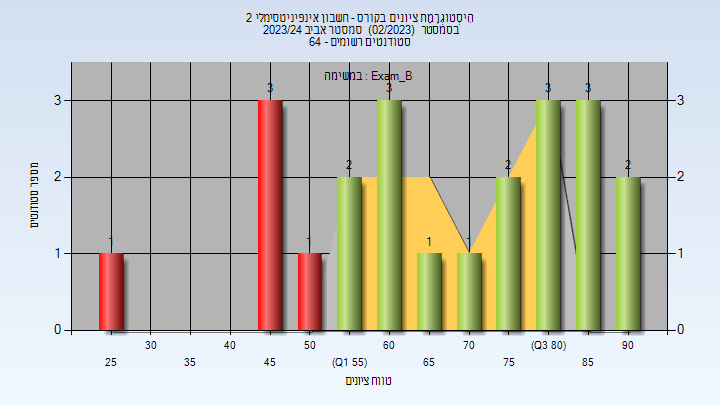 היסטוגרמת ציונים בקורס - חשבון אינפיניטסימלי 2
בסמסטר (02/2023) סמסטר אביב 2023/24
סטודנטים רשומים - 64
במשימה : Exam_B
מספר סטודנטים
3 2 1 0
3 2 1 0
1 3 1 2 3 1 1 2 3 3 2
30 40 50 60 70 (Q3 80) 90
25 35 45 (Q1 55) 65 75 85
טווח ציונים